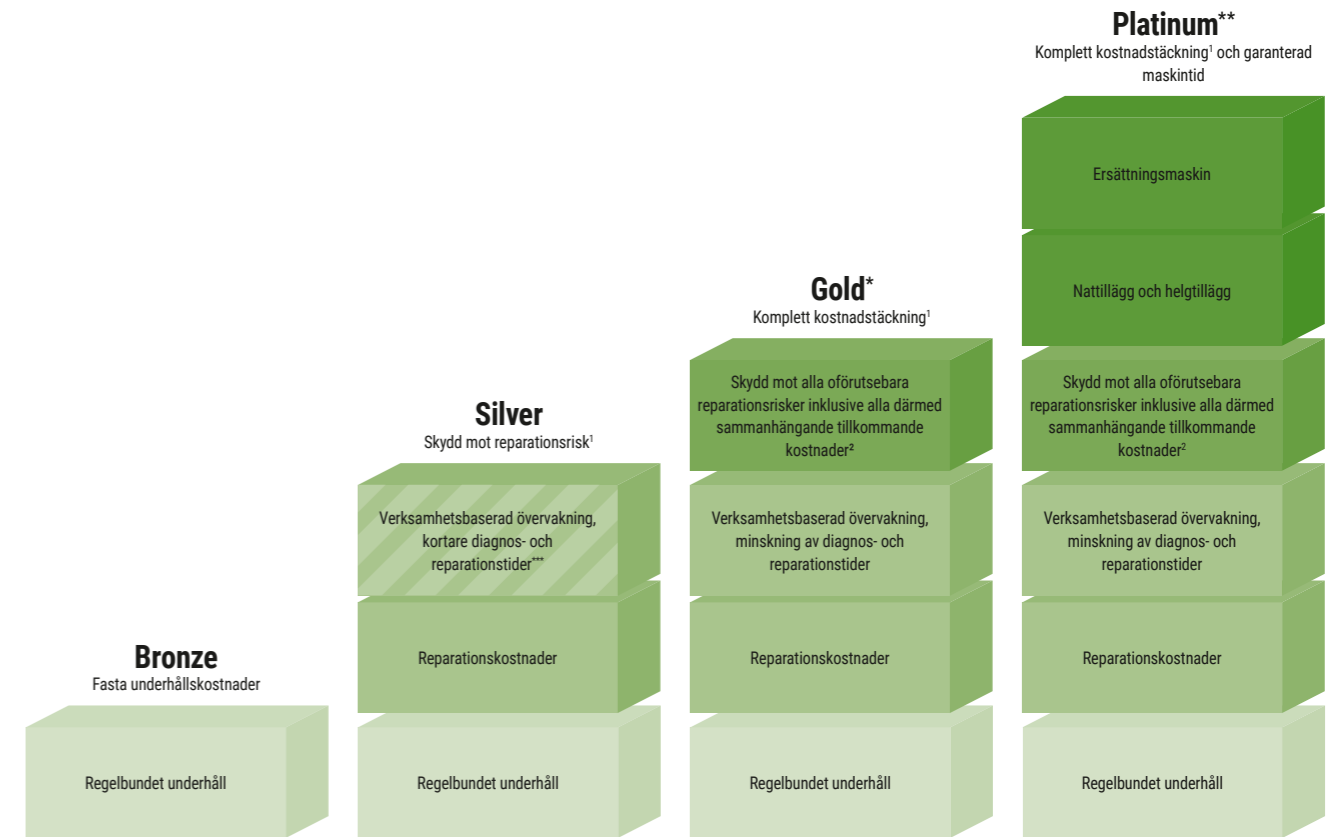 Platinum**
Komplett kostnadstäckning¹ och garanterad
maskintid
Ersättningsmaskin
Nattillägg och helgtillägg
Skydd mot alla oförutsebara
reparationsrisker inklusive alla därmed
sammanhängande tillkommande
kostnader²
Verksamhetsbaserad övervakning,
minskning av diagnos- och
reparationstider
Reparationskostnader
Regelbundet underhåll
Gold*
Komplett kostnadstäckning¹
Skydd mot alla oförutsebara
reparationsrisker inklusive alla därmed
sammanhängande tillkommande
kostnader²
Verksamhetsbaserad övervakning,
minskning av diagnos- och
reparationstider
Reparationskostnader
Regelbundet underhåll
Silver
Skydd mot reparationsrisk¹
Verksamhetsbaserad övervakning,
kortare diagnos- och
reparationstider***
Reparationskostnader
Regelbundet underhåll
Bronze
Fasta underhållskostnader
Regelbundet underhåll